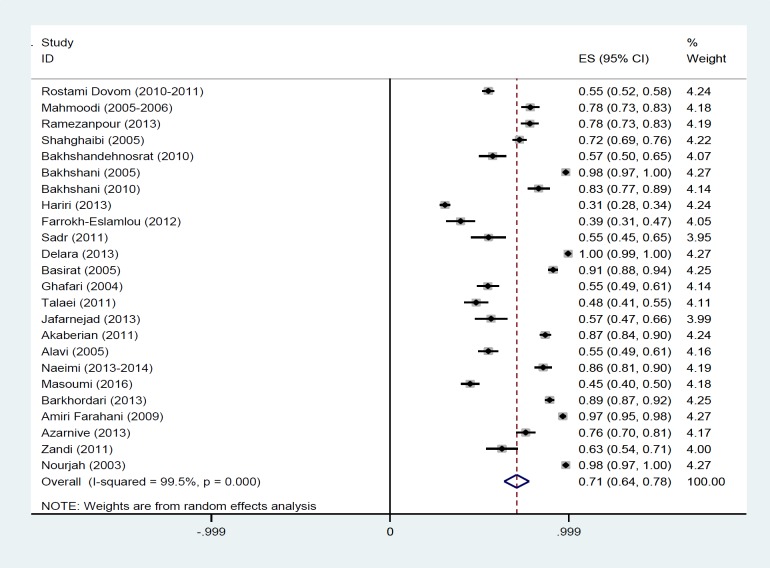 . Study %
ID ES (95% CI) Weight
Rostami Dovom (2010-2011) 0.55 (0.52, 0.58) 4.24
Mahmoodi (2005-2006) 0.78 (0.73, 0.83) 4.18
Ramezanpour (2013) 0.78 (0.73, 0.83) 4.19
Shahghaibi (2005) 0.72 (0.69, 0.76) 4.22
Bakhshandehnosrat (2010) 0.57 (0.50, 0.65) 4.07
Bakhshani (2005) 0.98 (0.97, 1.00) 4.27
Bakhshani (2010) 0.83 (0.77, 0.89) 4.14
Hariri (2013) 0.31 (0.28, 0.34) 4.24
Farrokh-Eslamlou (2012) 0.39 (0.31, 0.47) 4.05
Sadr (2011) 0.55 (0.45, 0.65) 3.95
Delara (2013) 1.00 (0.99, 1.00) 4.27
Basirat (2005) 0.91 (0.88, 0.94) 4.25
Ghafari (2004) 0.55 (0.49, 0.61) 4.14
Talaei (2011) 0.48 (0.41, 0.55) 4.11
Jafarnejad (2013) 0.57 (0.47, 0.66) 3.99
Akaberian (2011) 0.87 (0.84, 0.90) 4.24
Alavi (2005) 0.55 (0.49, 0.61) 4.16
Naeimi (2013-2014) 0.86 (0.81, 0.90) 4.19
Masoumi (2016) 0.45 (0.40, 0.50) 4.18
Barkhordari (2013) 0.89 (0.87, 0.92) 4.25
Amiri Farahani (2009) 0.97 (0.95, 0.98) 4.27
Azarnive (2013) 0.76 (0.70, 0.81) 4.17
Zandi (2011) 0.63 (0.54, 0.71) 4.00
Nourjah (2003) 0.98 (0.97, 1.00) 4.27
Overall (I-squared = 99.5%, p = 0.000) 0.71 (0.64, 0.78) 100.00
NOTE: Weights are from random effects analysis
-.999 0 .999